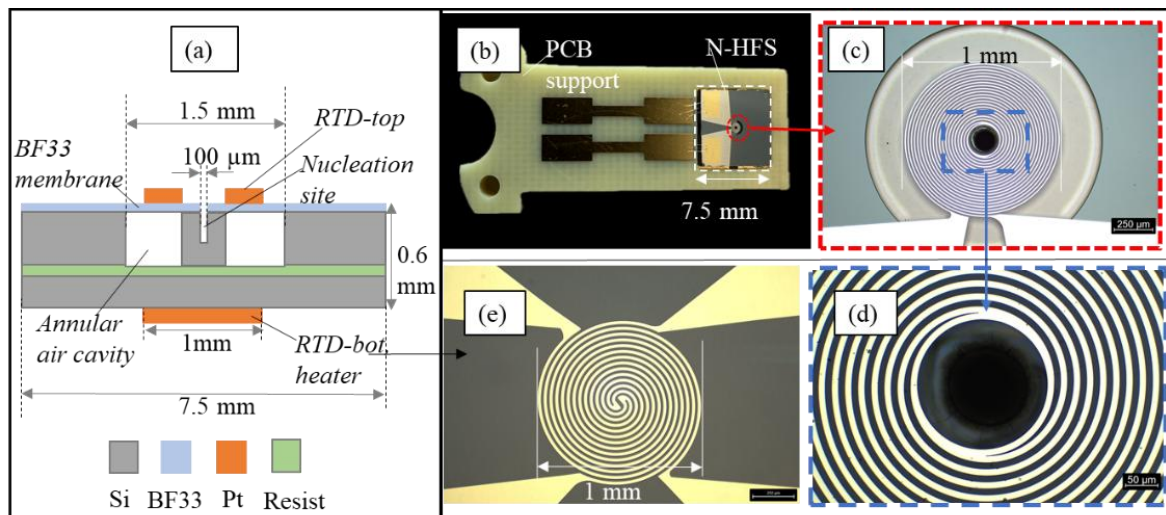 (a)
1.5 mm
RTD-top
BF33
membrane
100 µm
Nucleation
site
0.6
mm
Annular
air cavity
1mm
RTD-bot.
heater
7.5 mm
Si BF33 Pt Resist
(b)
PCB
support
N-HFS
7.5 mm
(c)
1 mm
250 µm
(e)
1 mm
(d)
50 µm